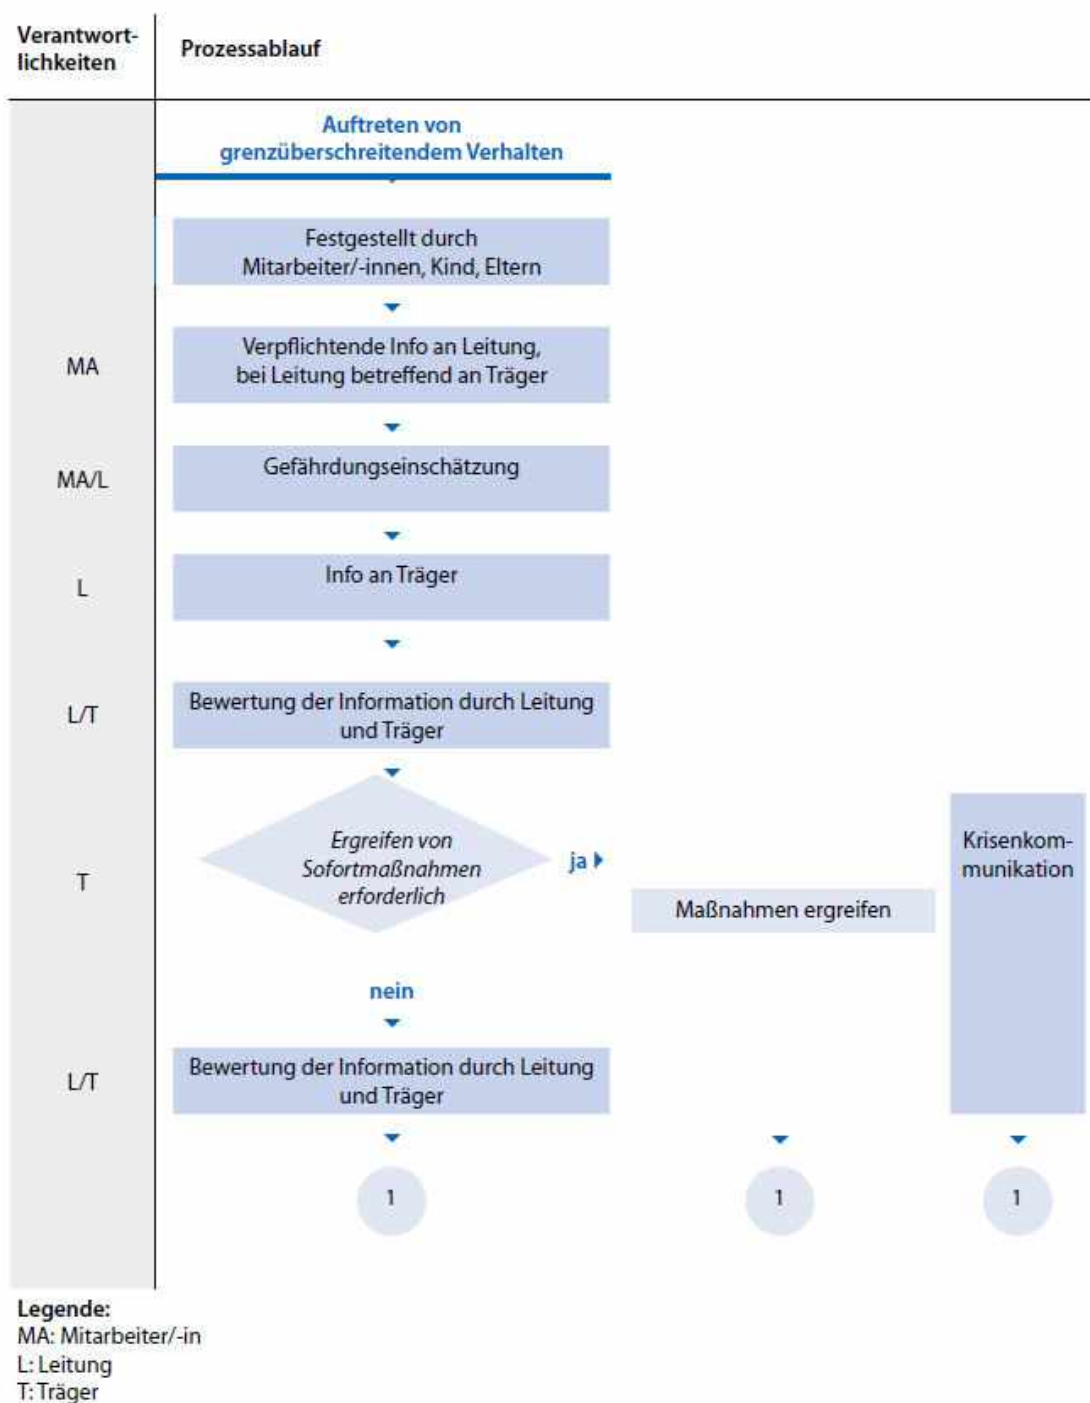 Verantwort-
lichkeiten
Prozessablauf
Auftreten von
grenzüberschreitendem Verhalten
Festgestellt durch
Mitarbeiter/-innen, Kind, Eltern
MA
Verpflichtende Info an Leitung,
bei Leitung betreffend an Träger
MA/L
Gefährdungseinschätzung
L
Info an Träger
L/T
Bewertung der Information durch Leitung
und Träger
T
Ergreifen von
Sofortmaßnahmen
erforderlich
ja
Maßnahmen ergreifen
Krisenkom-
munikation
nein
L/T
Bewertung der Information durch Leitung
und Träger
1
1
1
Legende:
MA: Mitarbeiter/-in
L: Leitung
T: Träger